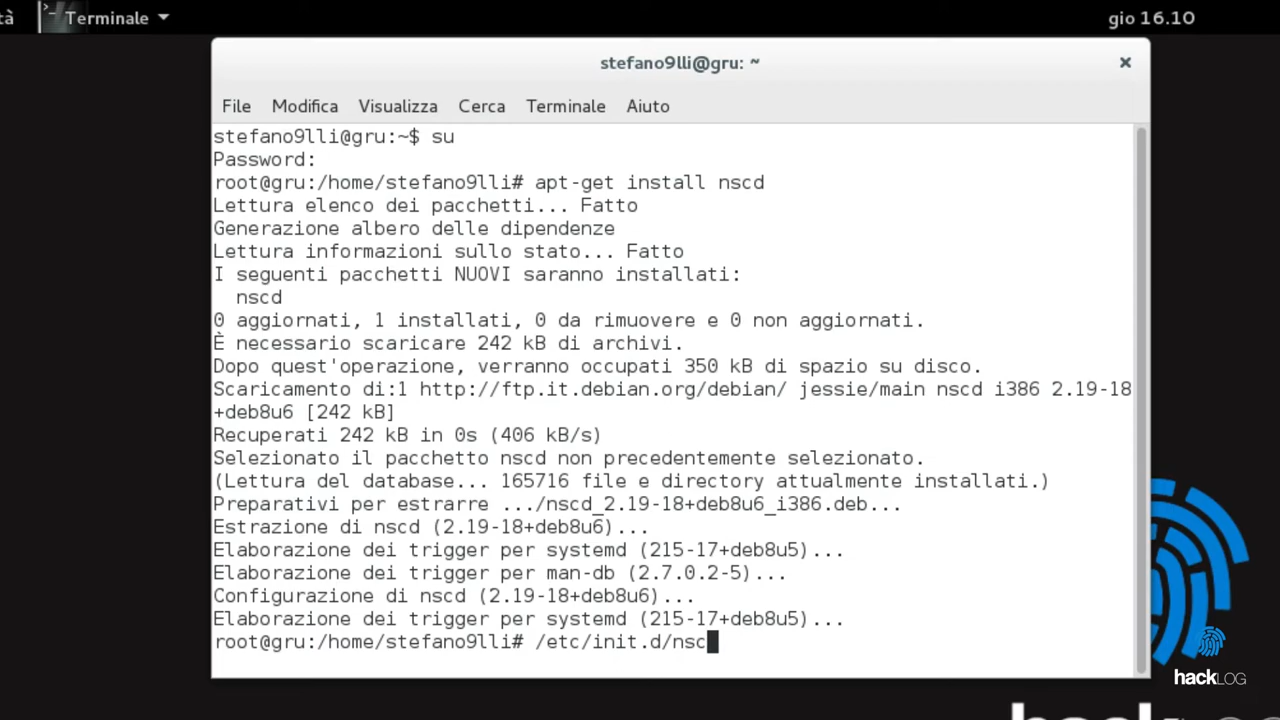 tà Terminale gio 16.10
stefano9lli@gru: ~
File Modifica Visualizza Cerca Terminale Aiuto
stefano9lli@gru:~$ su
Password:
root@gru:/home/stefano9lli# apt-get install nscd
Lettura elenco dei pacchetti... Fatto
Generazione albero delle dipendenze
Lettura informazioni sullo stato... Fatto
I seguenti pacchetti NUOVI saranno installati:
  nscd
0 aggiornati, 1 installati, 0 da rimuovere e 0 non aggiornati.
È necessario scaricare 242 kB di archivi.
Dopo quest'operazione, verranno occupati 350 kB di spazio su disco.
Scaricamento di:1 http://ftp.it.debian.org/debian/ jessie/main nscd i386 2.19-18
+deb8u6 [242 kB]
Recuperati 242 kB in 0s (406 kB/s)
Selezionato il pacchetto nscd non precedentemente selezionato.
(Lettura del database... 165716 file e directory attualmente installati.)
Preparativi per estrarre .../nscd_2.19-18+deb8u6_i386.deb...
Estrazione di nscd (2.19-18+deb8u6)...
Elaborazione dei trigger per systemd (215-17+deb8u5)...
Elaborazione dei trigger per man-db (2.7.0.2-5)...
Configurazione di nscd (2.19-18+deb8u6)...
Elaborazione dei trigger per systemd (215-17+deb8u5)...
root@gru:/home/stefano9lli# /etc/init.d/nsc
hackLOG